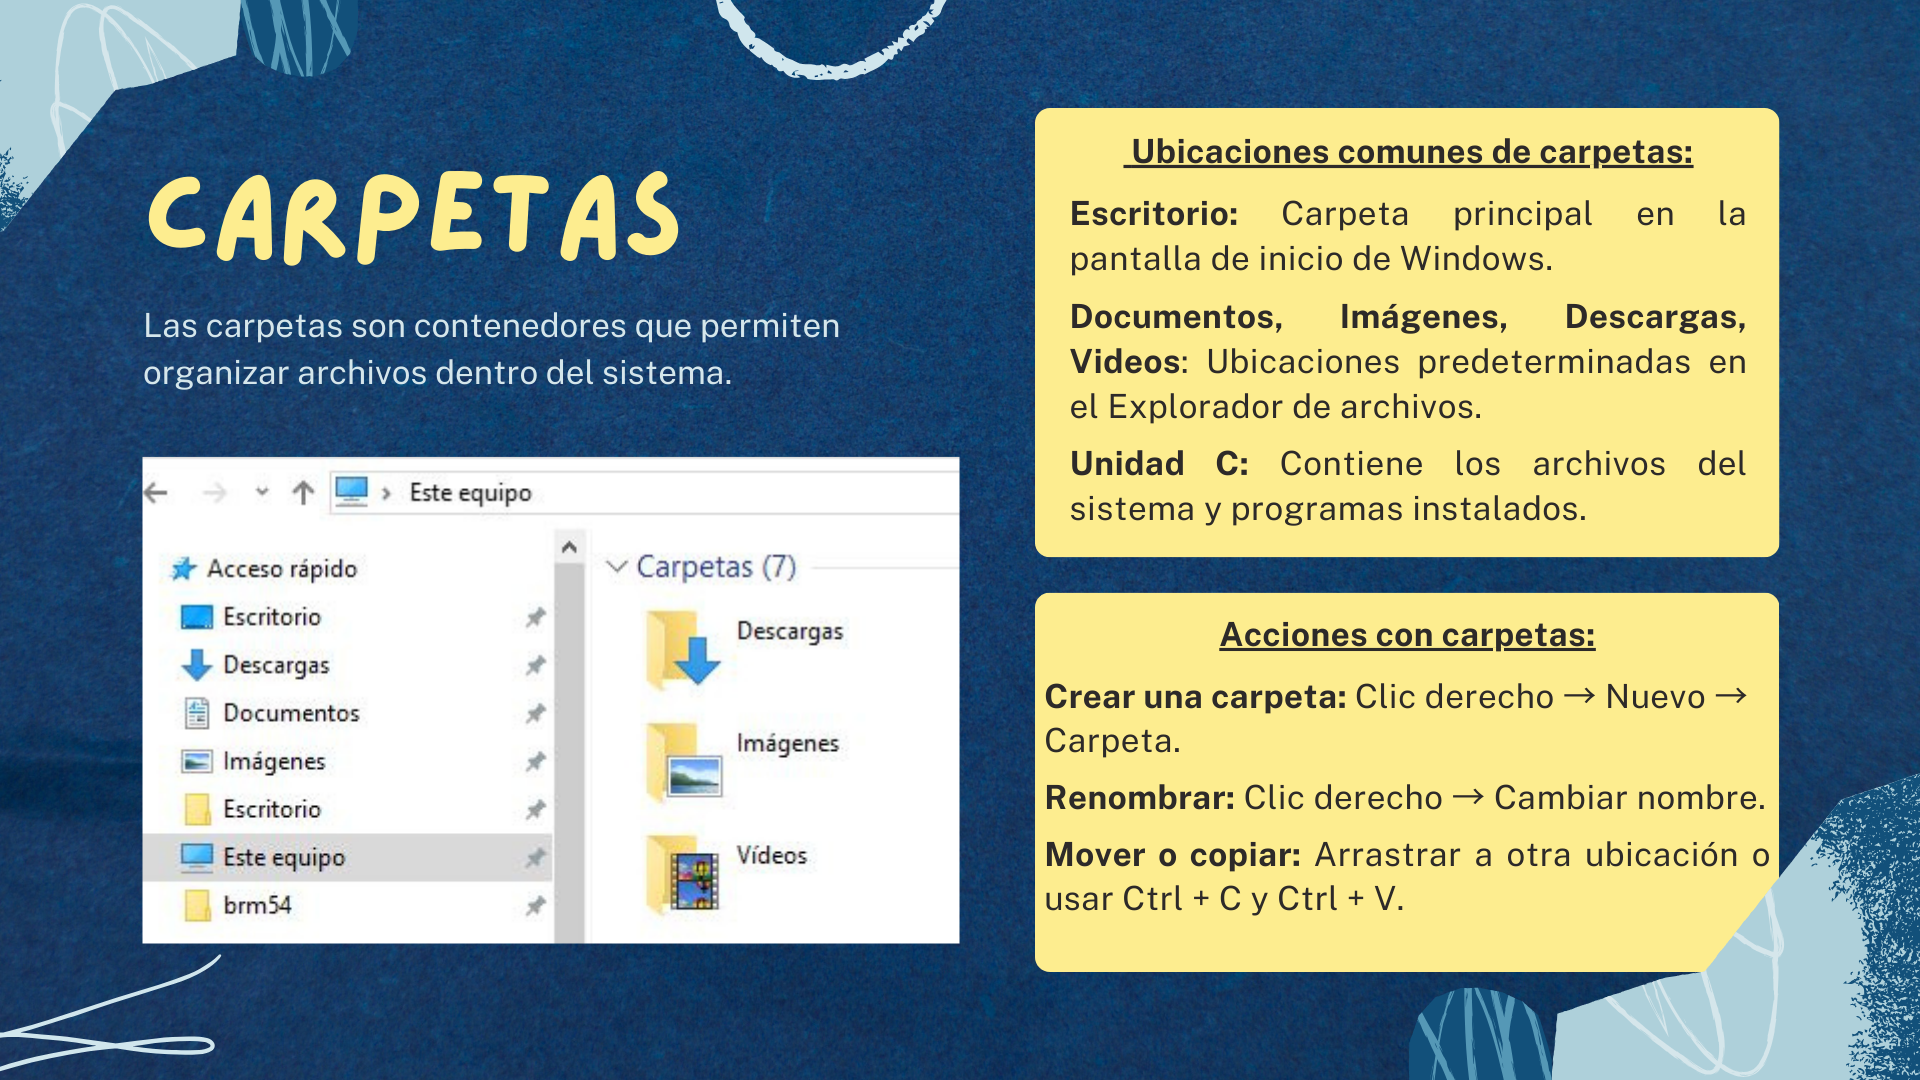 CARPETAS
Las carpetas son contenedores que permiten
organizar archivos dentro del sistema.
Este equipo
Acceso rápido
Escritorio
Descargas
Documentos
Imágenes
Escritorio
Este equipo
brm54
Carpetas (7)
Descargas
Imágenes
Vídeos
Ubicaciones comunes de carpetas:
Escritorio: Carpeta principal en la
pantalla de inicio de Windows.
Documentos, Imágenes, Descargas,
Videos: Ubicaciones predeterminadas en
el Explorador de archivos.
Unidad C: Contiene los archivos del
sistema y programas instalados.
Acciones con carpetas:
Crear una carpeta: Clic derecho → Nuevo →
Carpeta.
Renombrar: Clic derecho → Cambiar nombre.
Mover o copiar: Arrastrar a otra ubicación o
usar Ctrl + C y Ctrl + V.